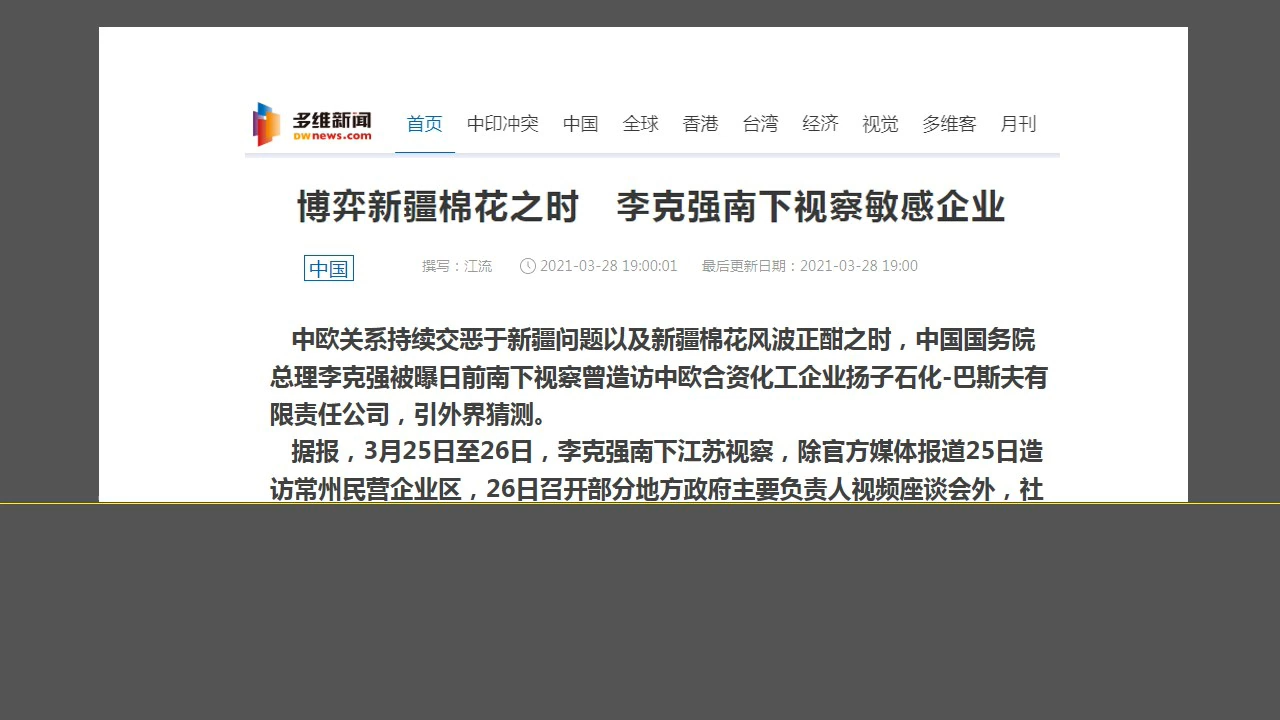 多维新闻
DWnews.com
首页 中印冲突 中国 全球 香港 台湾 经济 视觉 多维客 月刊
博弈新疆棉花之时 李克强南下视察敏感企业
中国 撰写：江流 2021-03-28 19:00:01 最后更新日期：2021-03-28 19:00
中欧关系持续交恶于新疆问题以及新疆棉花风波正酣之时，中国国务院
总理李克强被曝日前南下视察曾造访中欧合资化工企业扬子石化-巴斯夫有
限责任公司，引外界猜测。
据报，3月25日至26日，李克强南下江苏视察，除官方媒体报道25日造
访常州民营企业区，26日召开部分地方政府主要负责人视频座谈会外，社